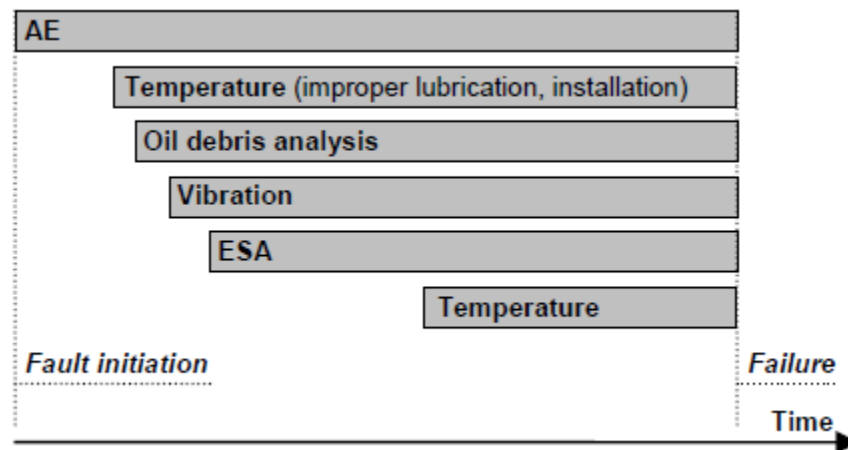 AE
Temperature (improper lubrication, installation)
Oil debris analysis
Vibration
ESA
Temperature
Fault initiation
Failure
Time